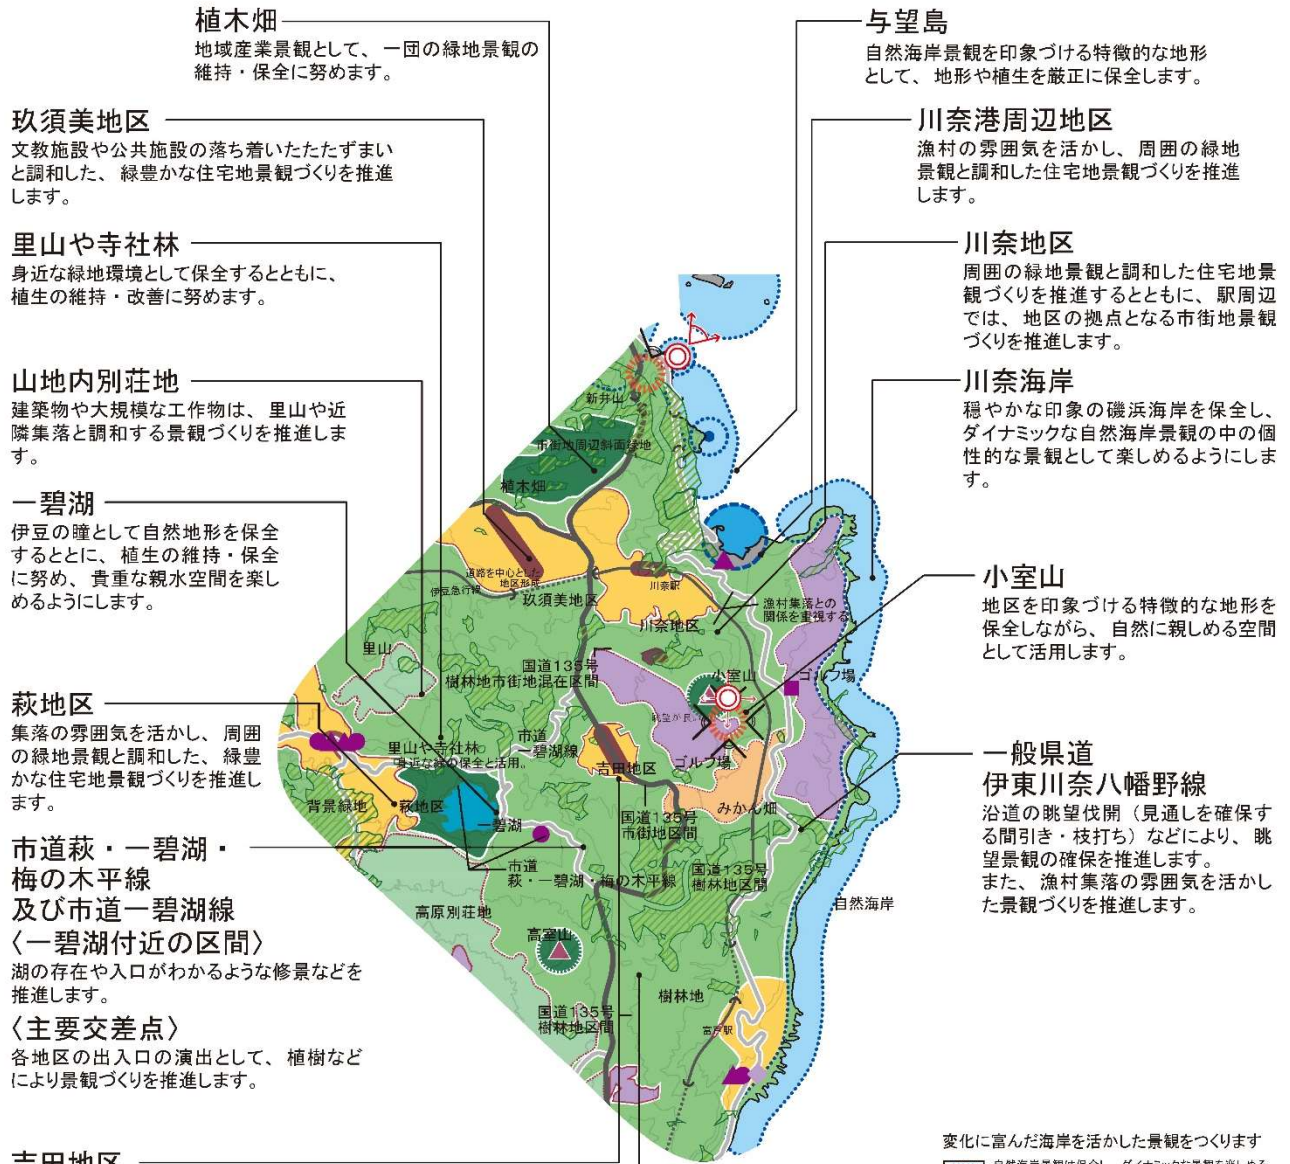 植木畑
地域産業景観として、一団の緑地景観の
維持・保全に努めます。
与望島
自然海岸景観を印象づける特徴的な地形
として、地形や植生を厳正に保全します。
玖須美地区
文教施設や公共施設の落ち着いたたたずまい
と調和した、緑豊かな住宅地景観づくりを推進
します。
川奈港周辺地区
漁村の雰囲気を活かし、周囲の緑地
景観と調和した住宅地景観づくりを推進
します。
里山や寺社林
身近な緑地環境として保全するとともに、
植生の維持・改善に努めます。
川奈地区
周囲の緑地景観と調和した住宅地景
観づくりを推進するとともに、駅周辺
では、地区の拠点となる市街地景観
づくりを推進します。
山地内別荘地
建築物や大規模な工作物は、里山や近
隣集落と調和する景観づくりを推進しま
す。
川奈海岸
穏やかな印象の磯浜海岸を保全し、
ダイナミックな自然海岸景観の中の個
性的な景観として楽しめるようにしま
す。
一碧湖
伊豆の瞳として自然地形を保全
するとともに、植生の維持・保全
に努め、貴重な親水空間を楽し
めるようにします。
小室山
地区を印象づける特徴的な地形を
保全しながら、自然に親しめる空間
として活用します。
萩地区
集落の雰囲気を活かし、周囲
の緑地景観と調和した、緑豊
かな住宅地景観づくりを推進し
ます。
一般県道
伊東川奈八幡野線
沿道の眺望伐開（見通しを確保す
る間引き・枝打ち）などにより、眺
望景観の確保を推進します。
また、漁村集落の雰囲気を活かし
た景観づくりを推進します。
市道萩・一碧湖・
梅の木平線
及び市道一碧湖線
〈一碧湖付近の区間〉
湖の存在や入口がわかるような修景などを
推進します。
〈主要交差点〉
各地区の出入口の演出として、植樹など
により景観づくりを推進します。
吉田地区
新井山
市街地周辺斜面緑地
植木畑
道路を中心とした
地区形成
伊豆急行線
玖須美地区
川奈駅
川奈地区
漁村集落との
関係を重視する
里山
国道135号
樹林地市街地混在区間
小室山
ゴルフ場
市道
一碧湖線
里山や寺社林
身近な緑の保全と活用。
吉田地区
ゴルフ場
背景緑地
萩地区
一碧湖
みかん畑
国道135号
市街地区間
市道
萩・一碧湖・梅の木平線
国道135号
樹林地区間
高原別荘地
自然海岸
高室山
樹林地
国道135号
樹林地区間
富戸駅
変化に富んだ海岸を活かした景観をつくります